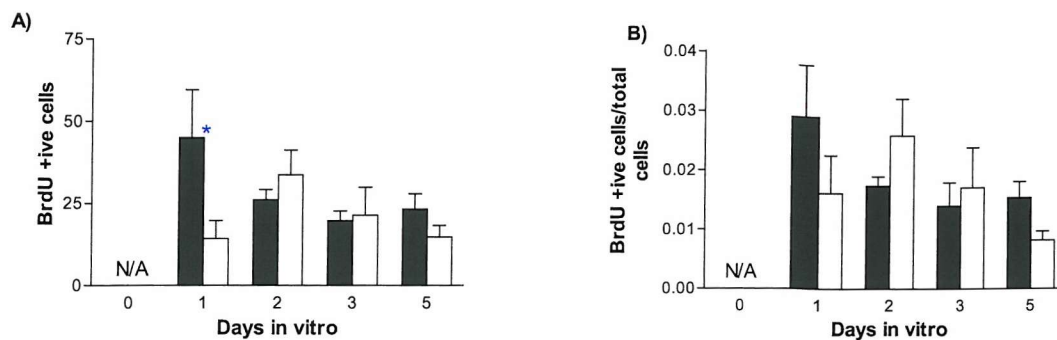 A)
75
50
25
0
BrdU +ive cells
*
N/A
0 1 2 3 5
Days in vitro
B)
0.04
0.03
0.02
0.01
0.00
BrdU +ive cells/total
cells
N/A
0 1 2 3 5
Days in vitro